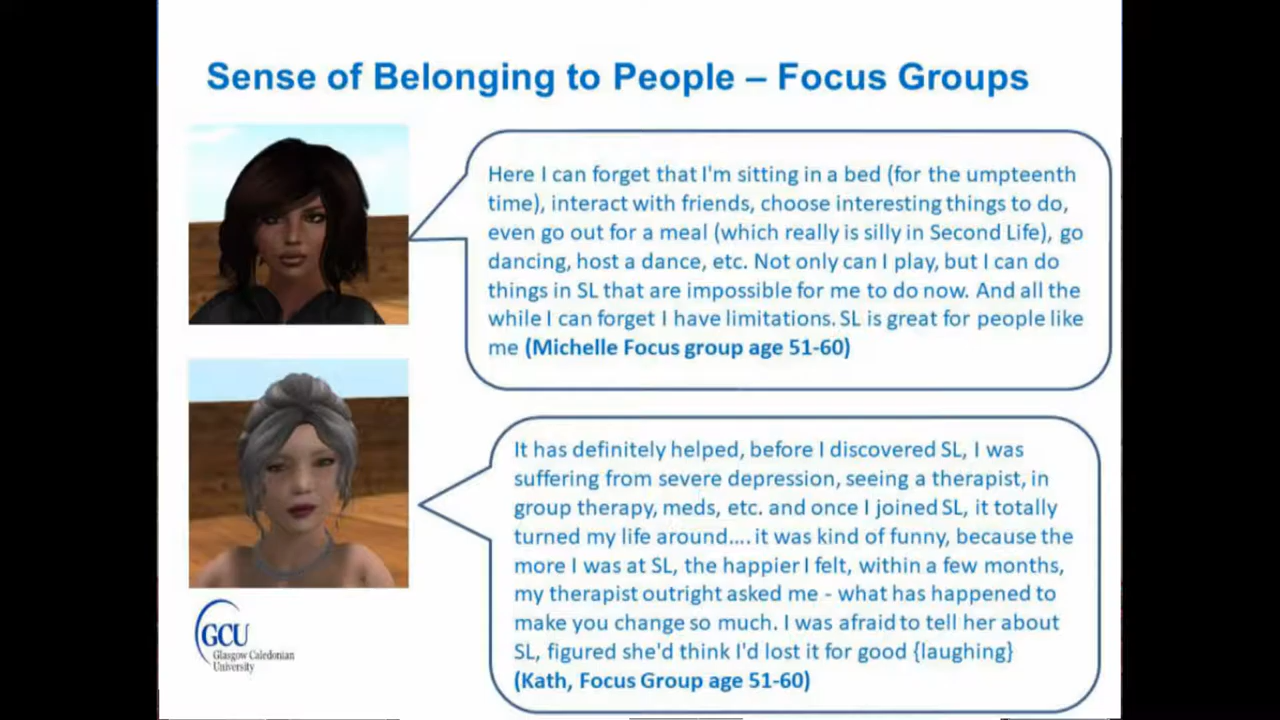 Sense of Belonging to People – Focus Groups
Here I can forget that I'm sitting in a bed (for the umpteenth
time), interact with friends, choose interesting things to do,
even go out for a meal (which really is silly in Second Life), go
dancing, host a dance, etc. Not only can I play, but I can do
things in SL that are impossible for me to do now. And all the
while I can forget I have limitations. SL is great for people like
me (Michelle Focus group age 51-60)
It has definitely helped, before I discovered SL, I was
suffering from severe depression, seeing a therapist, in
group therapy, meds, etc. and once I joined SL, it totally
turned my life around.... it was kind of funny, because the
more I was at SL, the happier I felt, within a few months,
my therapist outright asked me - what has happened to
make you change so much. I was afraid to tell her about
SL, figured she'd think I'd lost it for good {laughing}
(Kath, Focus Group age 51-60)
GCU
Glasgow Caledonian
University